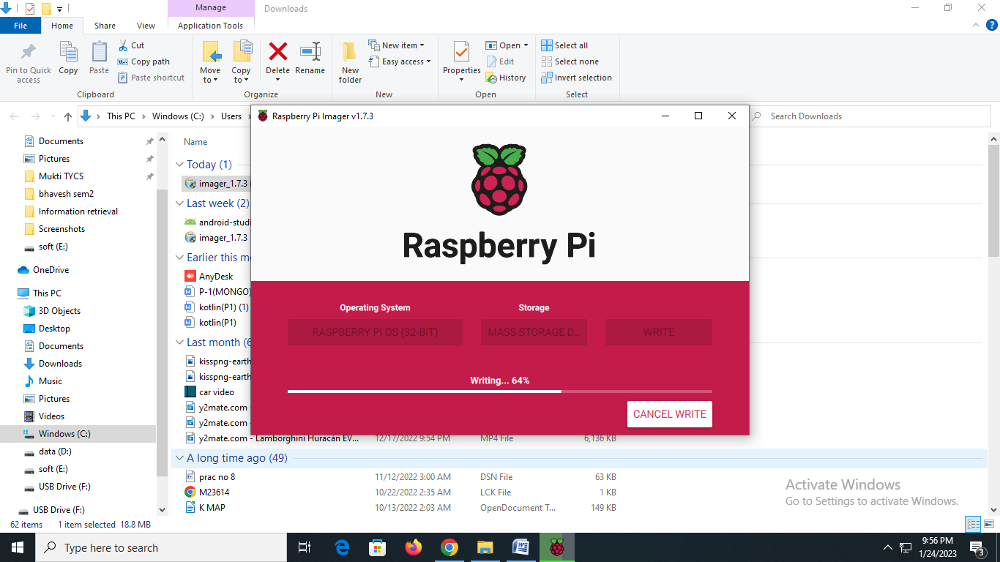 Manage
Downloads
File
Home
Share
View
Application Tools
Pin to Quick access
Copy
Paste
Cut
Copy path
Paste shortcut
Clipboard
Move to
Copy to
Delete
Rename
Organize
New folder
New item
Easy access
New
Properties
Open
Edit
History
Open
Select all
Select none
Invert selection
Select
This PC
Windows (C:)
Users
Search Downloads
Documents
Pictures
Mukti TYCS
bhavesh sem2
Information retrieval
Screenshots
soft (E:)
OneDrive
This PC
3D Objects
Desktop
Documents
Downloads
Music
Pictures
Videos
Windows (C:)
data (D:)
soft (E:)
USB Drive (F:)
USB Drive (F:)
Name
Today (1)
imager_1.7.3
Last week (2)
android-studi
imager_1.7.3
Earlier this m
AnyDesk
P-1(MONGO)
kotlin(P1) (1)
kotlin(P1)
Last month (6
kisspng-earth
kisspng-earth
car video
y2mate.com -
y2mate.com -
y2mate.com - Lamborghini Huracán EV... 12/17/2022 9:54 PM MP4 File 6,136 KB
A long time ago (49)
prac no 8 11/12/2022 3:00 AM DSN File 63 KB
M23614 10/22/2022 2:35 AM LCK File 1 KB
K MAP 10/13/2022 2:03 AM OpenDocument T... 149 KB
Raspberry Pi Imager v1.7.3
Raspberry Pi
Operating System
Storage
RASPBERRY PI OS (32-BIT)
MASS STORAGE D...
WRITE
Writing... 64%
CANCEL WRITE
Activate Windows
Go to Settings to activate Windows.
62 items 1 item selected 18.8 MB
Type here to search
9:56 PM
1/24/2023
3